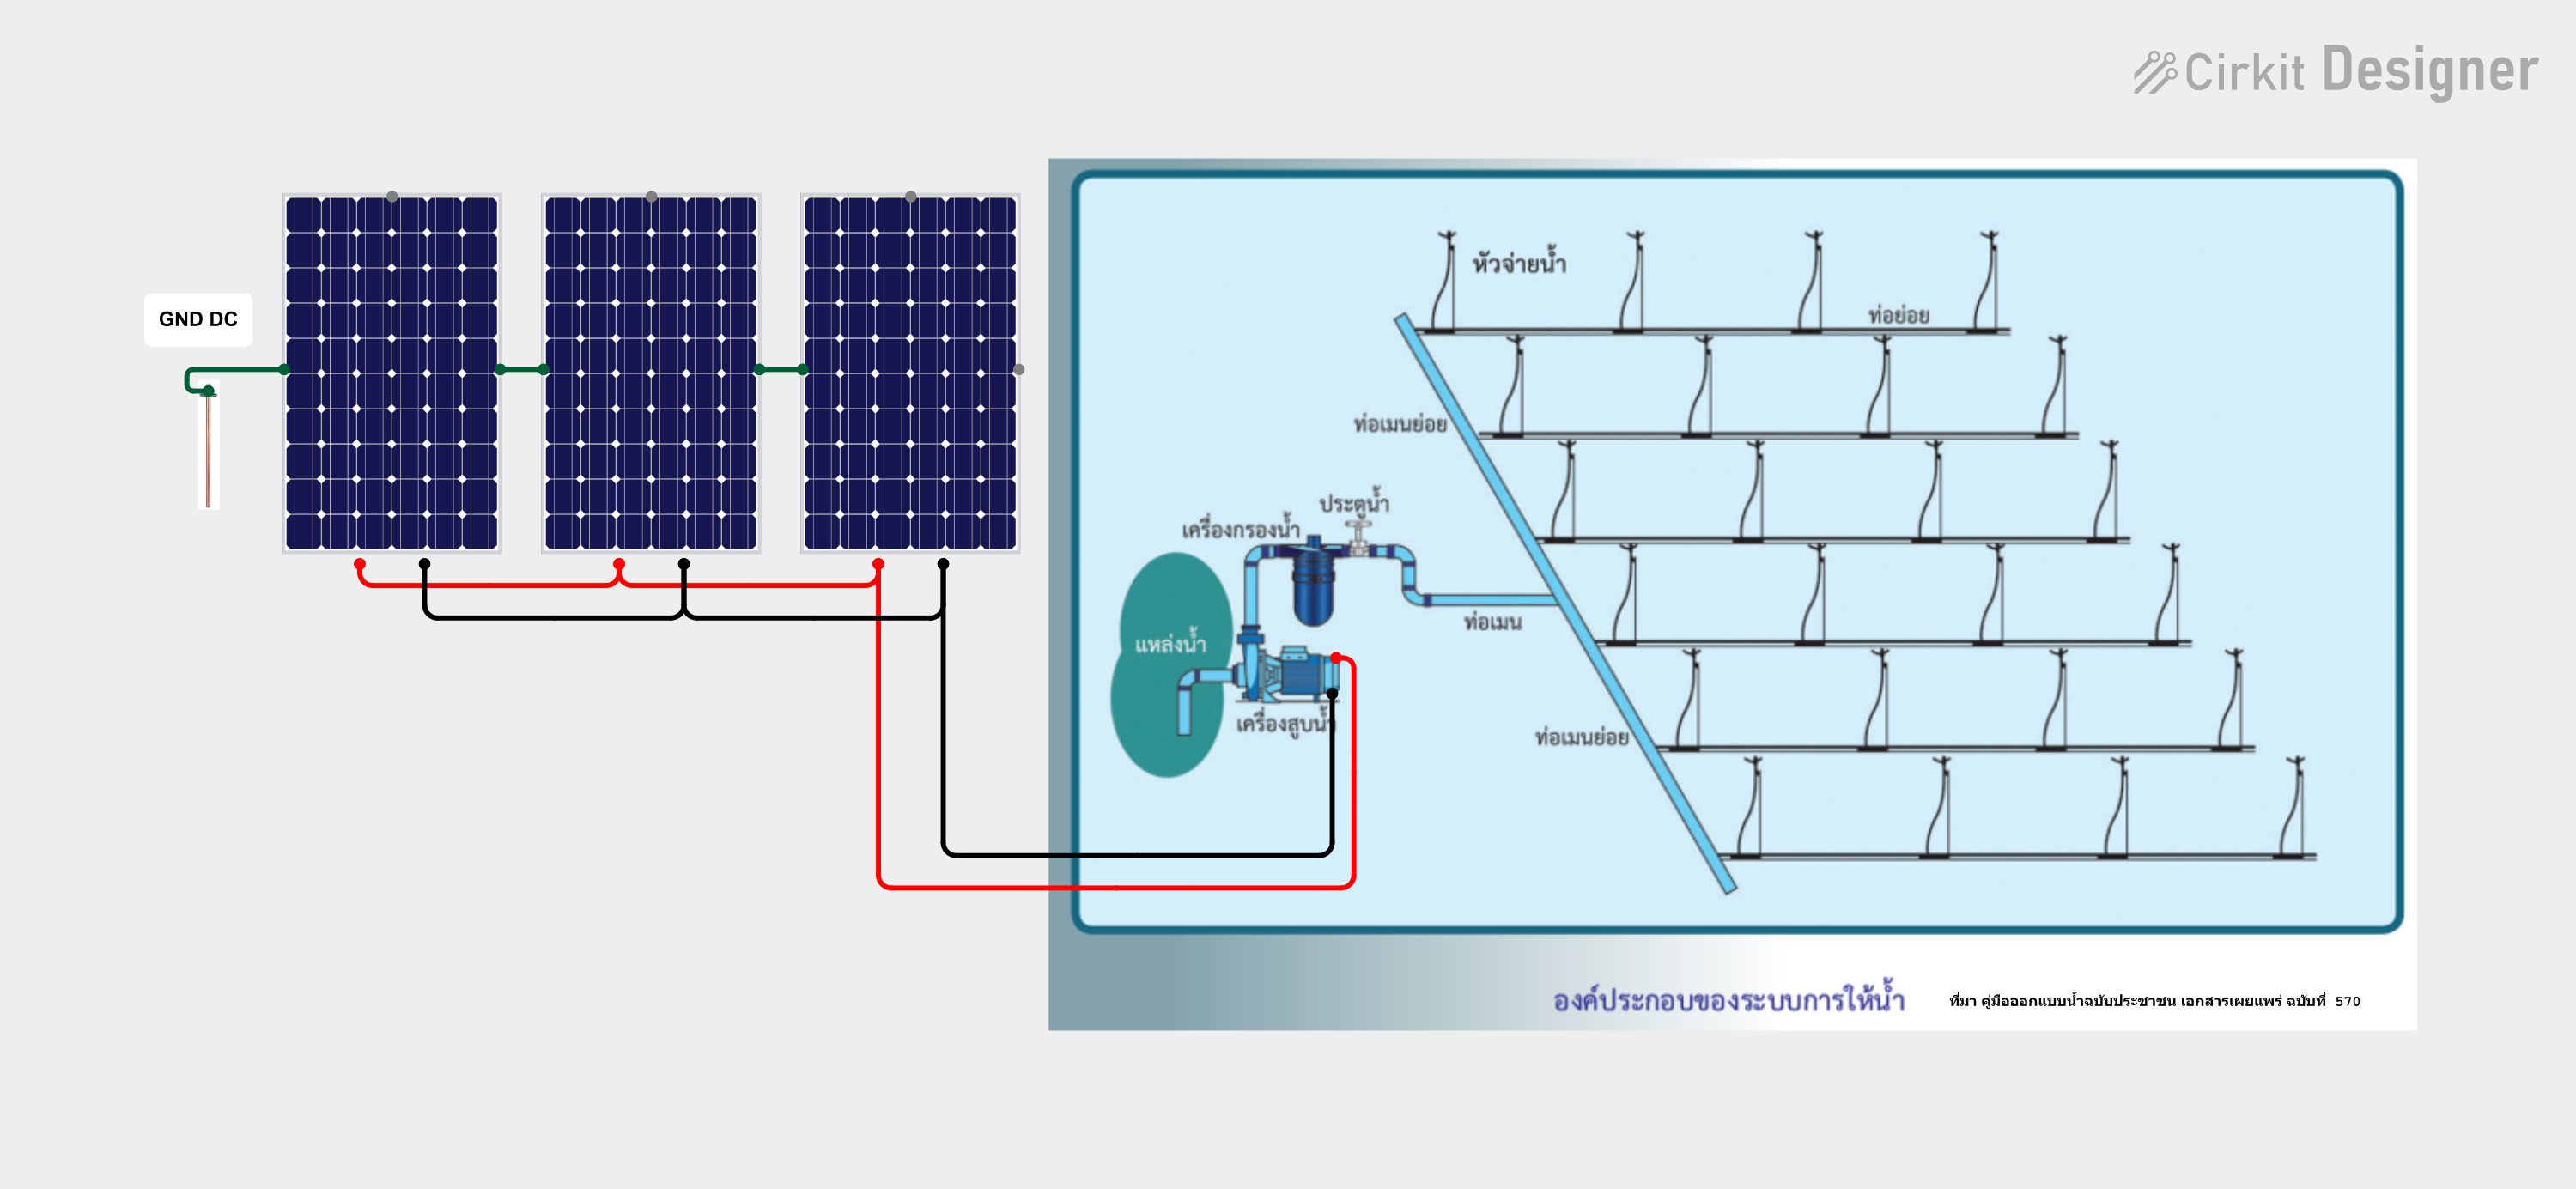 Cirkit Designer
GND DC
หัวจ่ายน้ำ
ท่อย่อย
ท่อเมนย่อย
ประตูน้ำ
เครื่องกรองน้ำ
ท่อเมน
แหล่งน้ำ
เครื่องสูบน้ำ
ท่อเมนย่อย
องค์ประกอบของระบบการให้น้ำ ที่มา คู่มือออกแบบน้ำฉบับประชาชน เอกสารเผยแพร่ ฉบับที่ 570